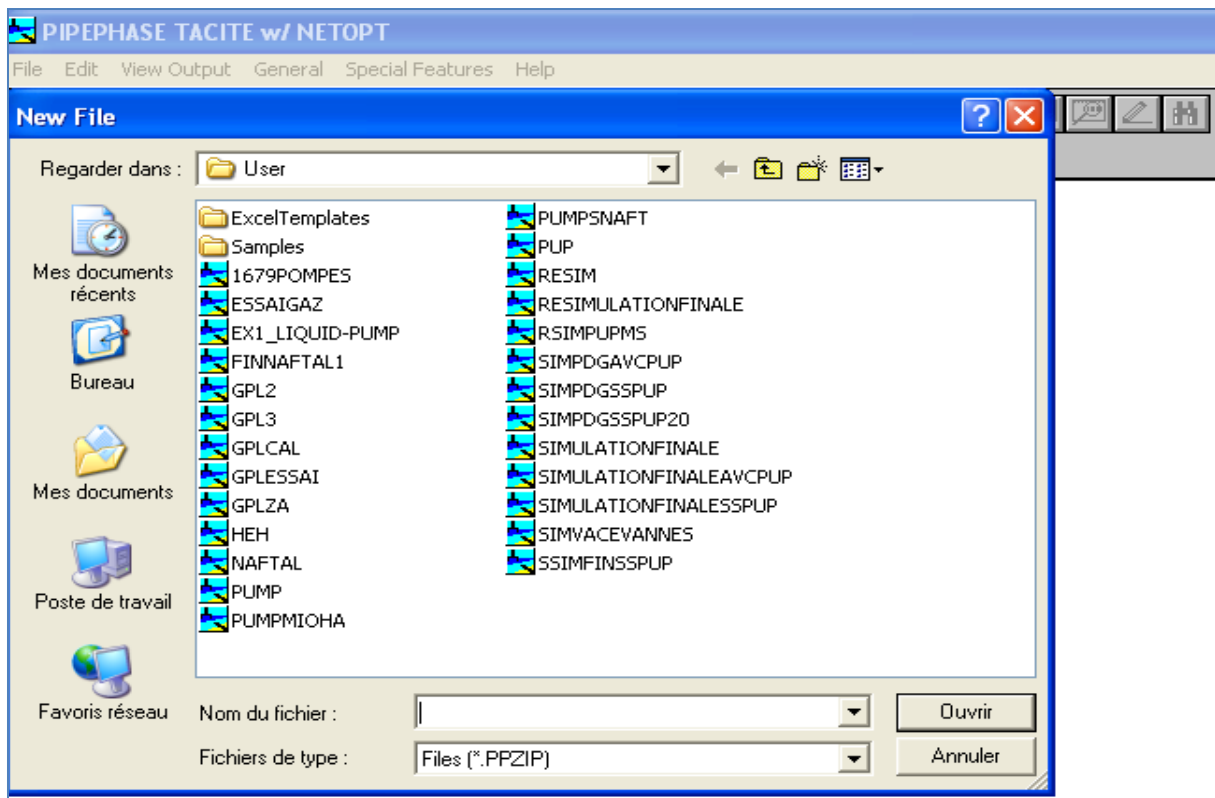 PIPEPHASE TACITE w/ NETOPT
File Edit View Output General Special Features Help
New File
Regarder dans : User
Mes documents récents
Bureau
Mes documents
Poste de travail
Favoris réseau
ExcelTemplates
Samples
1679POMPES
ESSAIGAZ
EX1_LIQUID-PUMP
FINNAFTAL1
GPL2
GPL3
GPLCAL
GPLESSAI
GPLZA
HEH
NAFTAL
PUMP
PUMPMIOHA
PUMPSNAFT
PUP
RESIM
RESIMULATIONFINALE
RSIMPUPMS
SIMPDGAVCPUP
SIMPDGSSPUP
SIMPDGSSPUP20
SIMULATIONFINALE
SIMULATIONFINALEAVCPUP
SIMULATIONFINALESSPUP
SIMVACEVANNES
SSIMFINSSPUP
Nom du fichier : Ouvrir
Fichiers de type : Files (*.PPZIP) Annuler